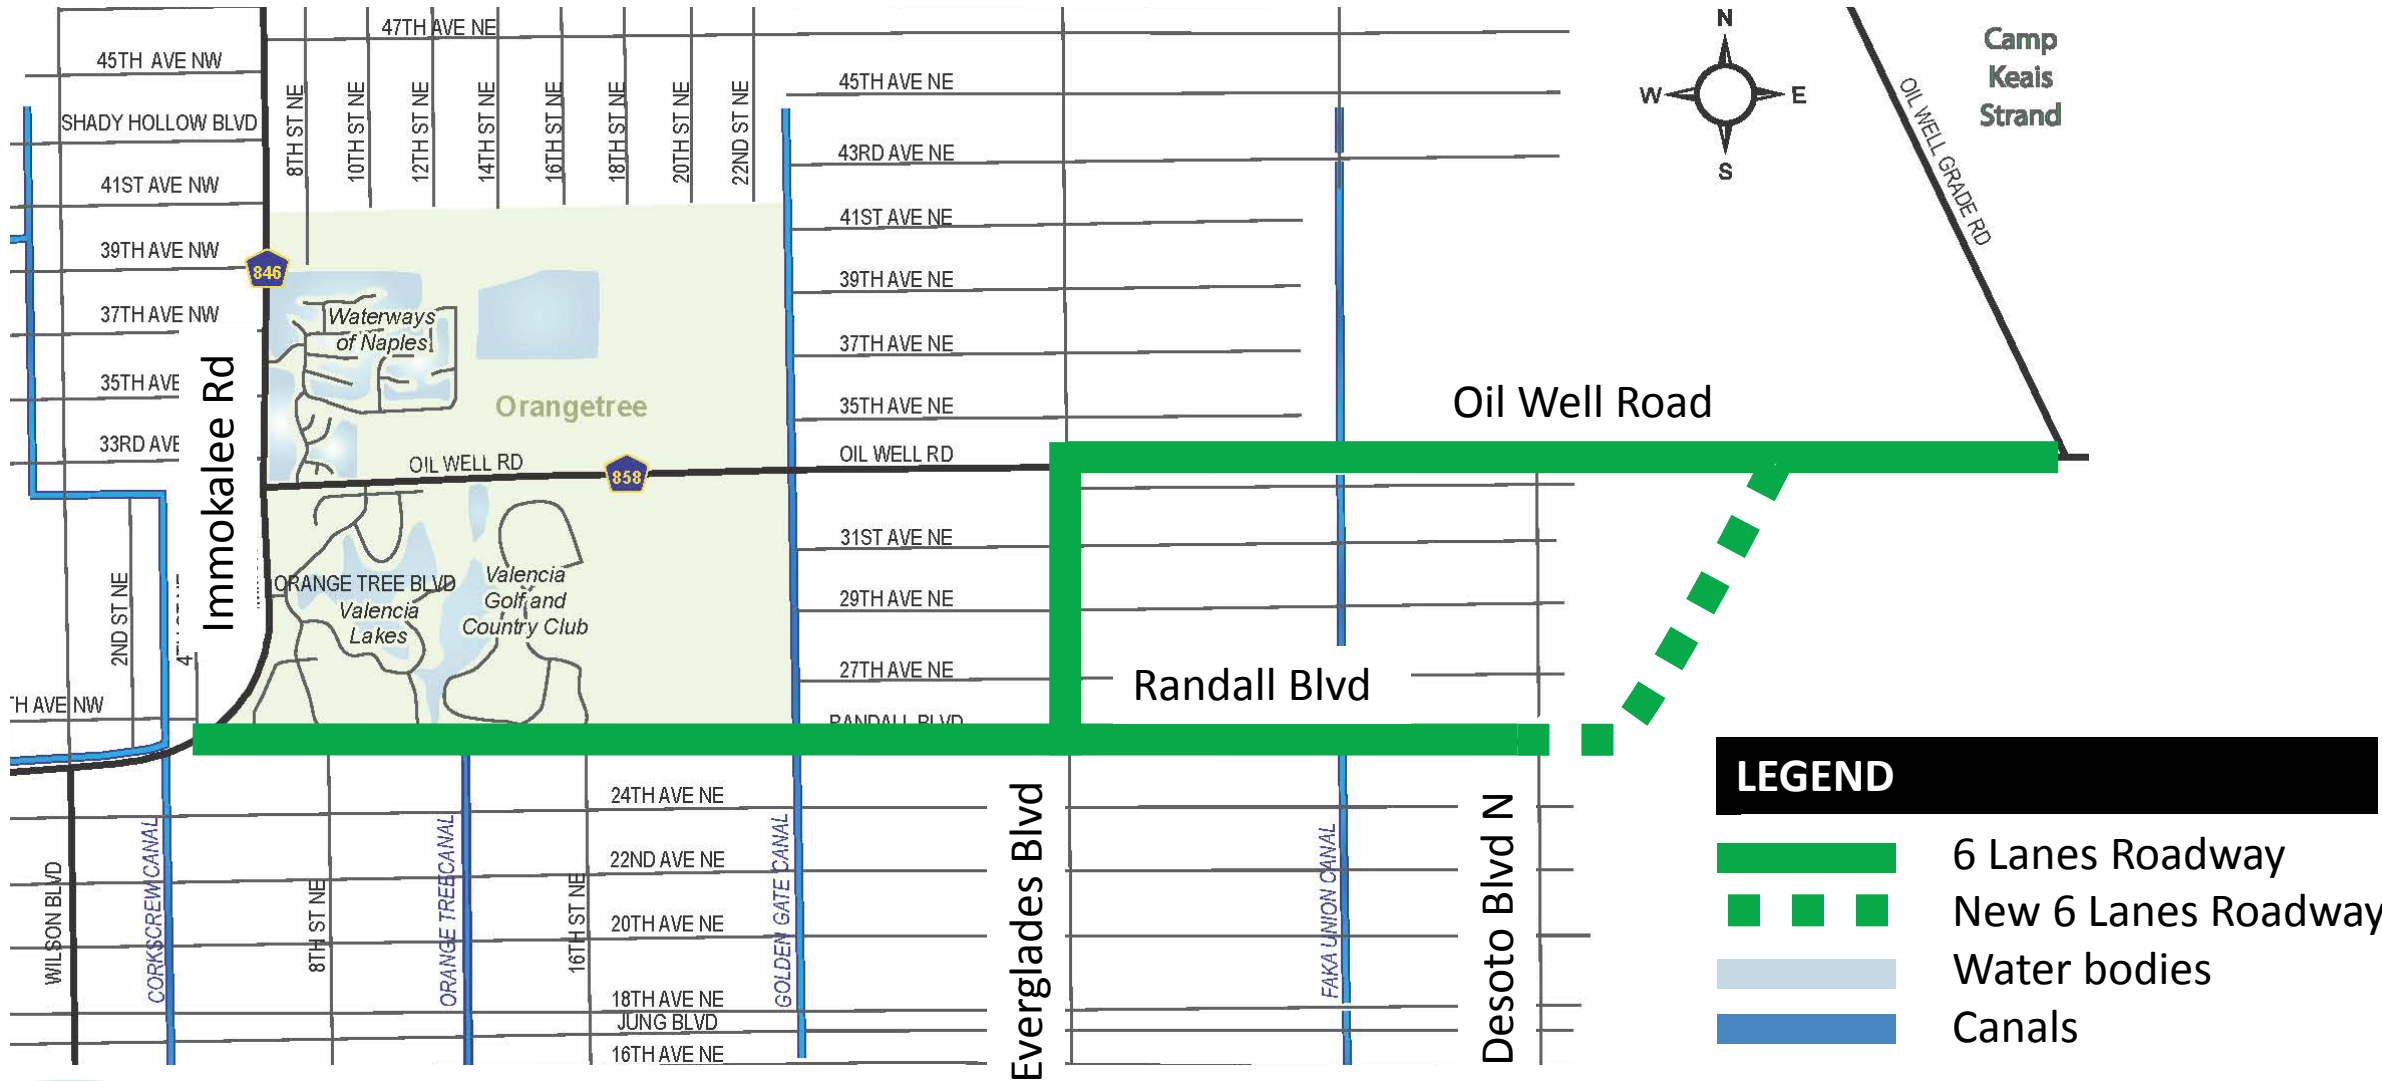 47TH AVE NE
45TH AVE NW
SHADY HOLLOW BLVD
41ST AVE NW
39TH AVE NW
37TH AVE NW
35TH AVE
33RD AVE
846
Immokalee Rd
8TH ST NE
10TH ST NE
12TH ST NE
14TH ST NE
16TH ST NE
18TH ST NE
20TH ST NE
22ND ST NE
45TH AVE NE
43RD AVE NE
41ST AVE NE
39TH AVE NE
37TH AVE NE
35TH AVE NE
OIL WELL RD
31ST AVE NE
29TH AVE NE
27TH AVE NE
RANDALL BLVD
N
W
E
S
Camp
Keais
Strand
OIL WELL GRADE RD
Waterways
of Naples
Orangetree
OIL WELL RD
858
Oil Well Road
ORANGE TREE BLVD
Valencia
Lakes
Valencia
Golf and
Country Club
2ND ST NE
TH AVE NW
Randall Blvd
24TH AVE NE
22ND AVE NE
20TH AVE NE
18TH AVE NE
JUNG BLVD
16TH AVE NE
WILSON BLVD
CORKSCREW CANAL
8TH ST NE
ORANGE TREE CANAL
16TH ST NE
GOLDEN GATE CANAL
Everglades Blvd
FAKA UNION CANAL
Desoto Blvd N
LEGEND
6 Lanes Roadway
New 6 Lanes Roadway
Water bodies
Canals